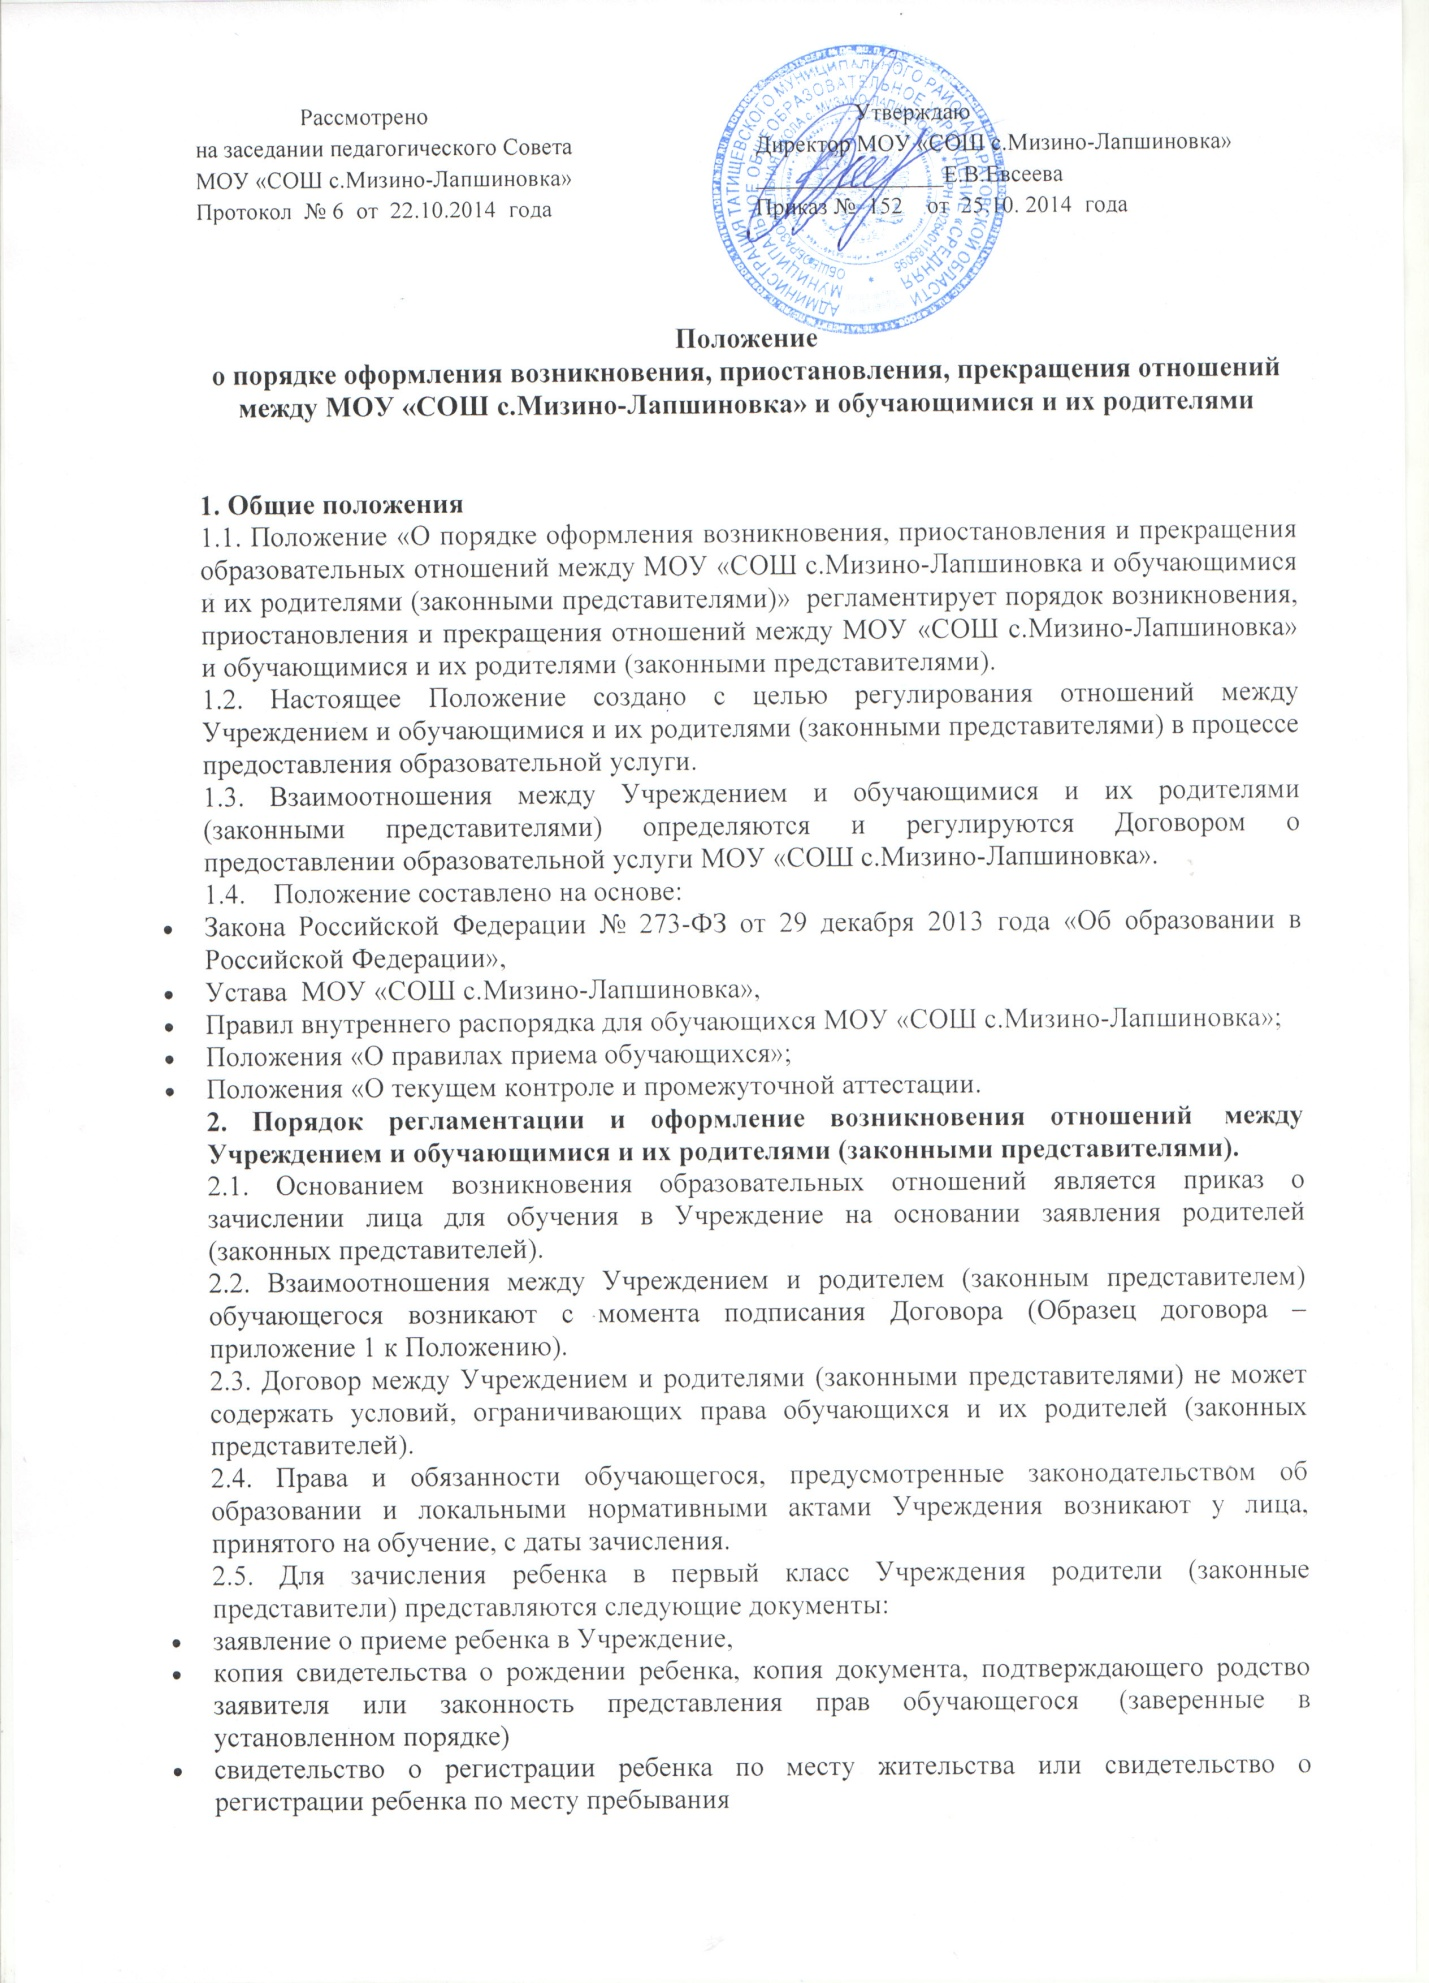 Рассмотрено
на заседании педагогического Совета
МОУ «СОШ с.Мизино-Лапшиновка»
Протокол № 6 от 22.10.2014 года
Утверждаю
Директор МОУ «СОШ с.Мизино-Лапшиновка»
Е.В.Евсеева
Приказ № 152 от 25.10. 2014 года
Положение
о порядке оформления возникновения, приостановления, прекращения отношений
между МОУ «СОШ с.Мизино-Лапшиновка» и обучающимися и их родителями
1. Общие положения
1.1. Положение «О порядке оформления возникновения, приостановления и прекращения
образовательных отношений между МОУ «СОШ с.Мизино-Лапшиновка и обучающимися
и их родителями (законными представителями)» регламентирует порядок возникновения,
приостановления и прекращения отношений между МОУ «СОШ с.Мизино-Лапшиновка»
и обучающимися и их родителями (законными представителями).
1.2. Настоящее Положение создано с целью регулирования отношений между
Учреждением и обучающимися и их родителями (законными представителями) в процессе
предоставления образовательной услуги.
1.3. Взаимоотношения между Учреждением и обучающимися и их родителями
(законными представителями) определяются и регулируются Договором о
предоставлении образовательной услуги МОУ «СОШ с.Мизино-Лапшиновка».
1.4. Положение составлено на основе:
• Закона Российской Федерации № 273-ФЗ от 29 декабря 2013 года «Об образовании в
Российской Федерации»,
• Устава МОУ «СОШ с.Мизино-Лапшиновка»,
• Правил внутреннего распорядка для обучающихся МОУ «СОШ с.Мизино-Лапшиновка»;
• Положения «О правилах приема обучающихся»;
• Положения «О текущем контроле и промежуточной аттестации.
2. Порядок регламентации и оформление возникновения отношений между
Учреждением и обучающимися и их родителями (законными представителями).
2.1. Основанием возникновения образовательных отношений является приказ о
зачислении лица для обучения в Учреждение на основании заявления родителей
(законных представителей).
2.2. Взаимоотношения между Учреждением и родителем (законным представителем)
обучающегося возникают с момента подписания Договора (Образец договора –
приложение 1 к Положению).
2.3. Договор между Учреждением и родителями (законными представителями) не может
содержать условий, ограничивающих права обучающихся и их родителей (законных
представителей).
2.4. Права и обязанности обучающегося, предусмотренные законодательством об
образовании и локальными нормативными актами Учреждения возникают у лица,
принятого на обучение, с даты зачисления.
2.5. Для зачисления ребенка в первый класс Учреждения родители (законные
представители) представляются следующие документы:
• заявление о приеме ребенка в Учреждение,
• копия свидетельства о рождении ребенка, копия документа, подтверждающего родство
заявителя или законность представления прав обучающегося (заверенные в
установленном порядке)
• свидетельство о регистрации ребенка по месту жительства или свидетельство о
регистрации ребенка по месту пребывания
АДМИНИСТРАЦИЯ ТАТИЩЕВСКОГО МУНИЦИПАЛЬНОГО РАЙОНА САРАТОВСКОЙ ОБЛАСТИ
МУНИЦИПАЛЬНОЕ ОБЩЕОБРАЗОВАТЕЛЬНОЕ УЧРЕЖДЕНИЕ «СРЕДНЯЯ